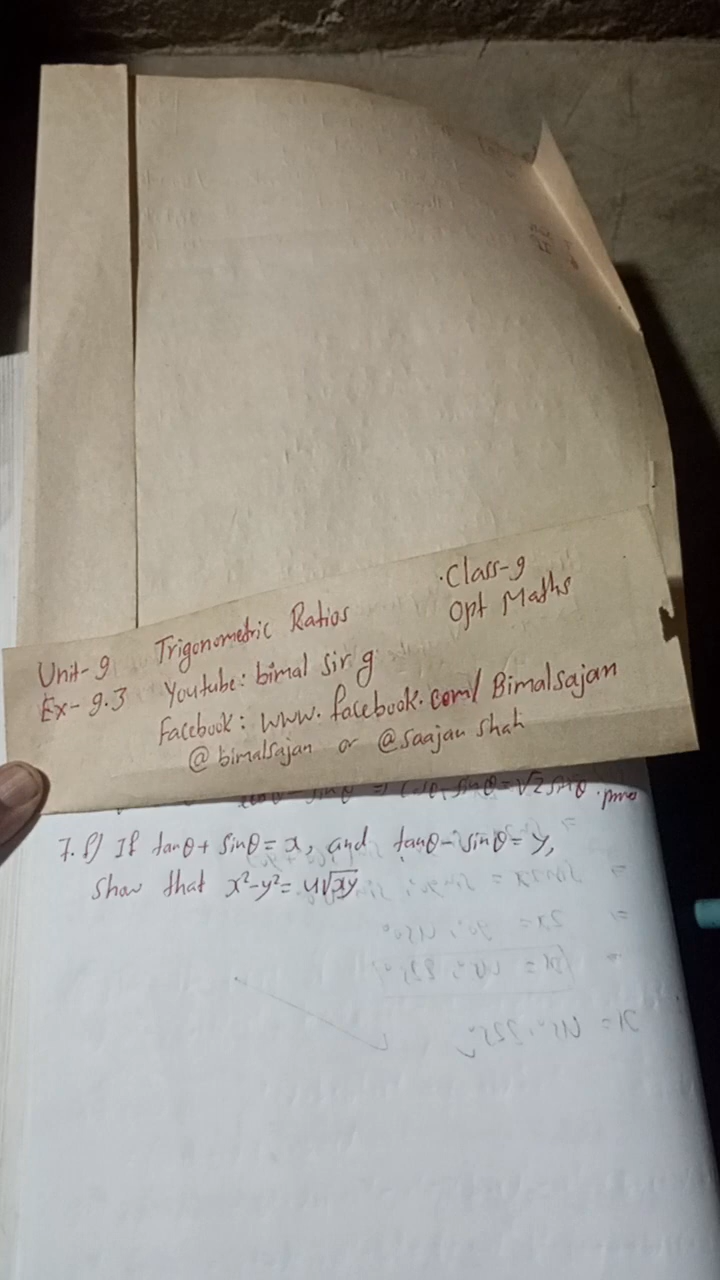 Class-9
Opt Maths
Unit-9 Trigonometric Ratios
Ex-9.3 Youtube: bimal sir g
Facebook: www.facebook.com/Bimalsajan
@bimalsajan or @saajan shah
7. f) If tanθ + sinθ = x, and tanθ - sinθ = y,
Show that x²-y² = 4√xy